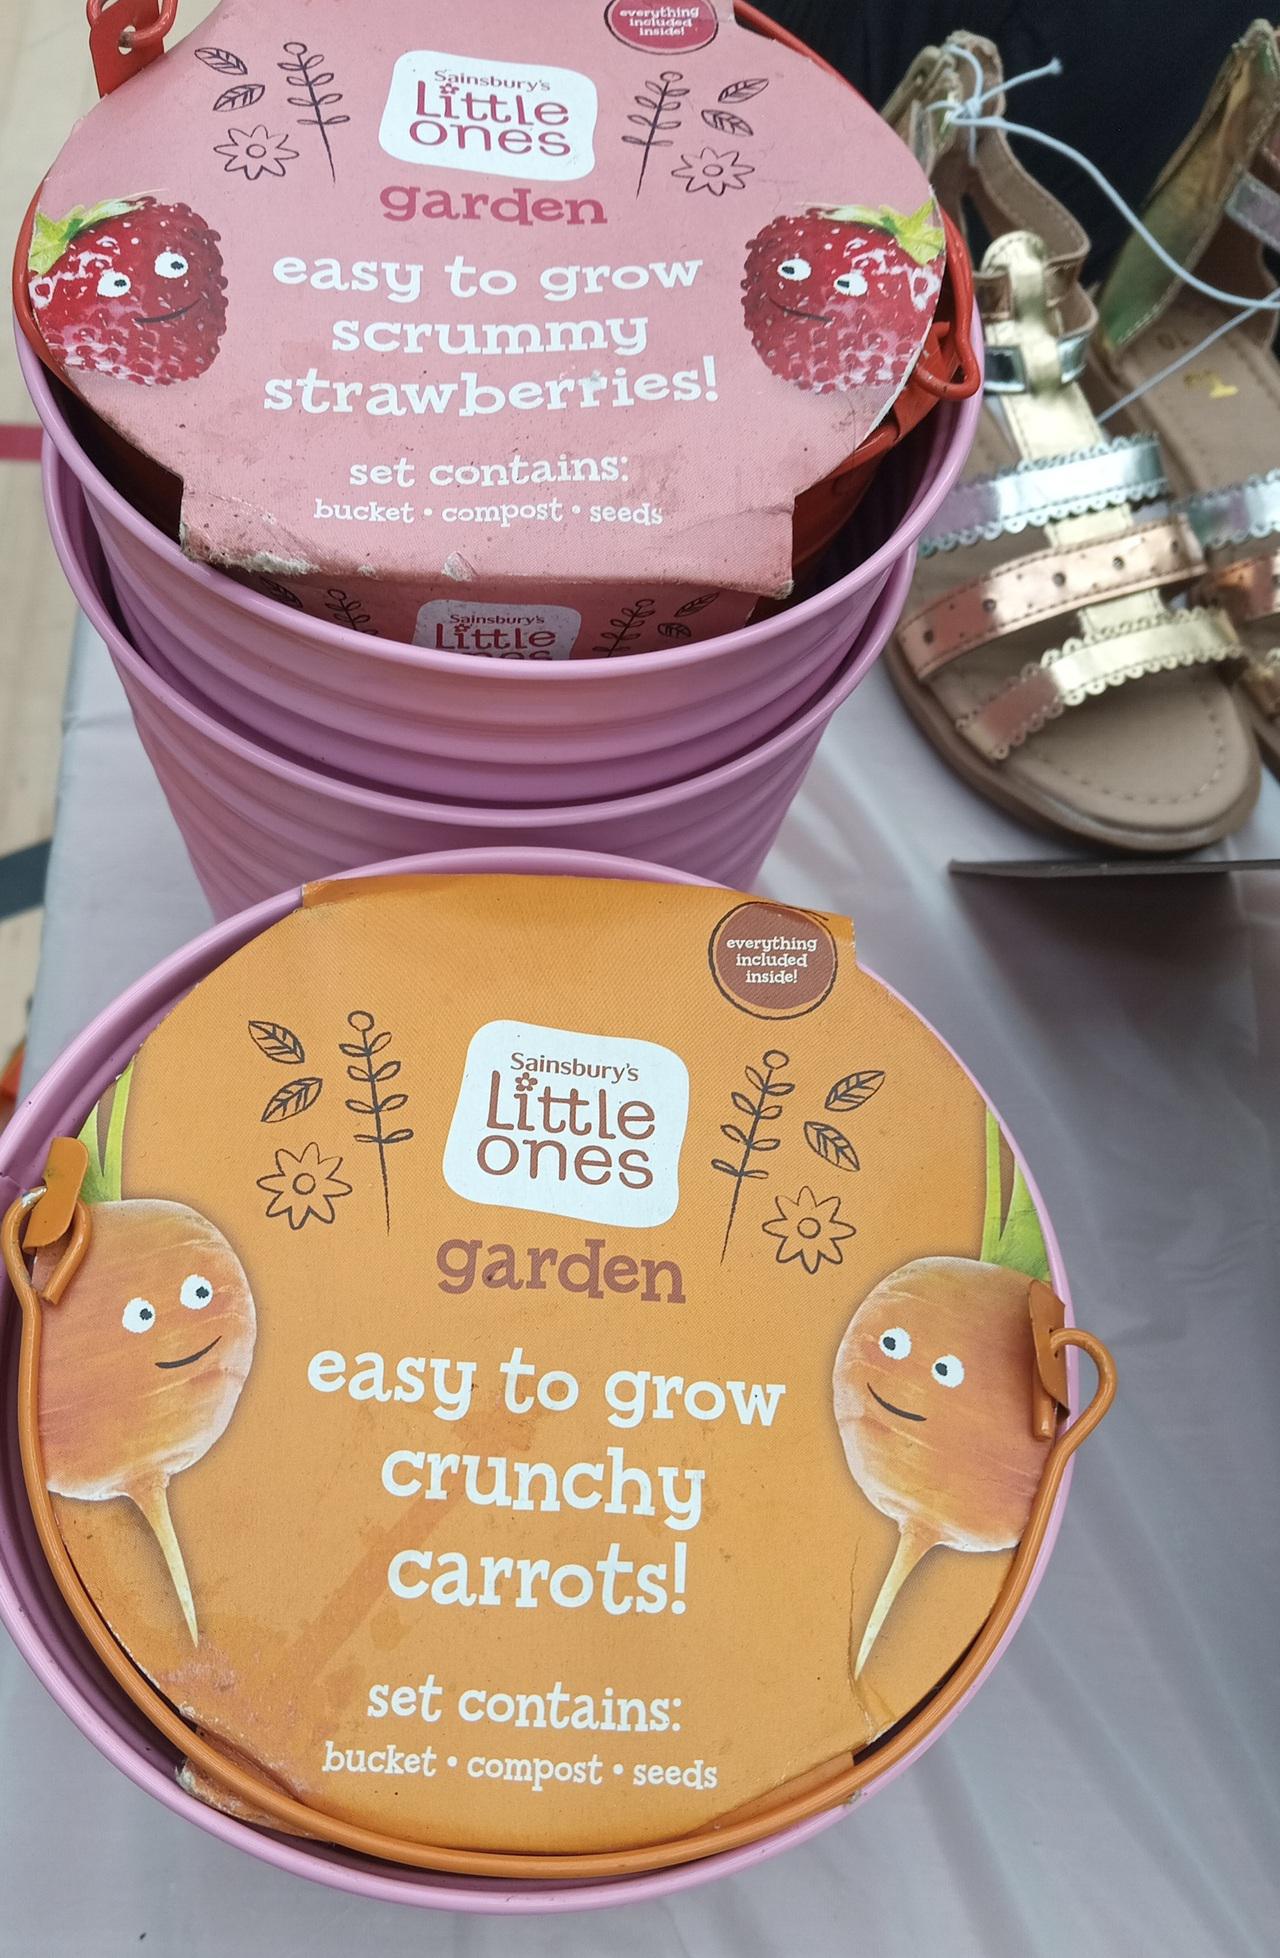 everything
included
inside!
Sainsbury's
Little
ones
garden
easy to grow
scrummy
strawberries!
set contains:
bucket • compost • seeds
Sainsbury's
Little
ones
everything
included
inside!
Sainsbury's
Little
ones
garden
easy to grow
crunchy
carrots!
set contains:
bucket • compost • seeds